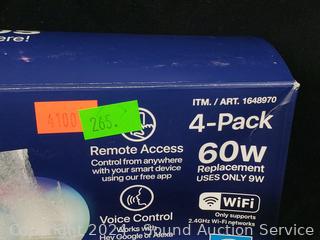 ere!
ITM. / ART. 1648970
4100
265.
4-Pack
Remote Access
Control from anywhere
with your smart device
using our free app
60W
Replacement
USES ONLY 9W
WiFi
Only supports
2.4GHz Wi-Fi networks
Voice Control
Works with
Hey Google or Alexa
Copyright 202
ound Auction Service